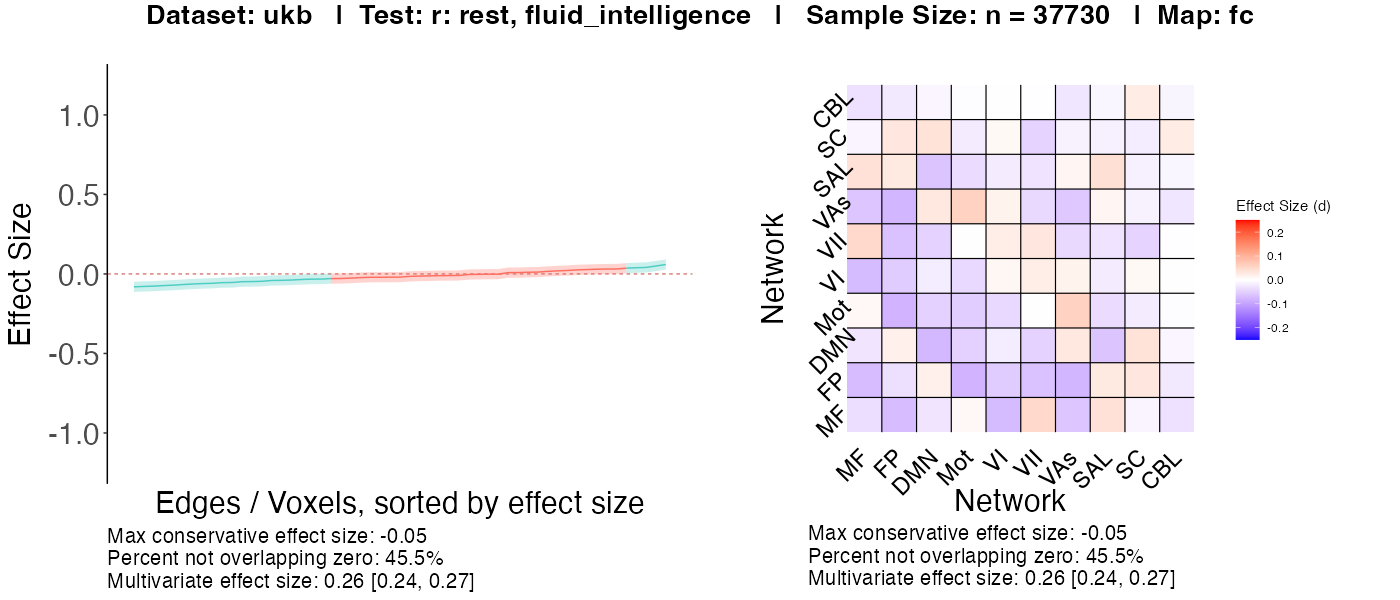 Dataset: ukb | Test: r: rest, fluid_intelligence | Sample Size: n = 37730 | Map: fc
Effect Size
1.0
0.5
0.0
-0.5
-1.0
Edges / Voxels, sorted by effect size
Max conservative effect size: -0.05
Percent not overlapping zero: 45.5%
Multivariate effect size: 0.26 [0.24, 0.27]
Network
CBL
SC
SAL
VAs
VII
VI
Mot
DMN
FP
MF
MF FP DMN Mot VI VII VAs SAL SC CBL
Network
Max conservative effect size: -0.05
Percent not overlapping zero: 45.5%
Multivariate effect size: 0.26 [0.24, 0.27]
Effect Size (d)
0.2
0.1
0.0
-0.1
-0.2